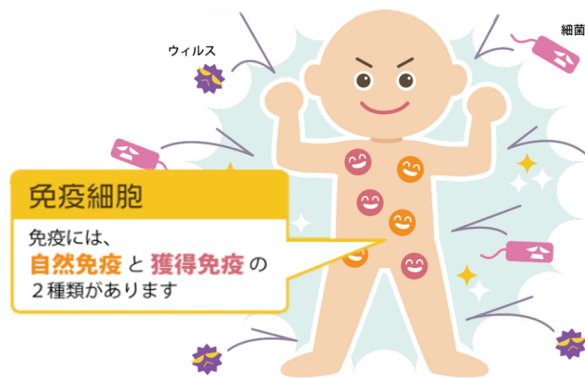 ウィルス
細菌
免疫細胞
免疫には、
自然免疫 と 獲得免疫 の
2種類があります